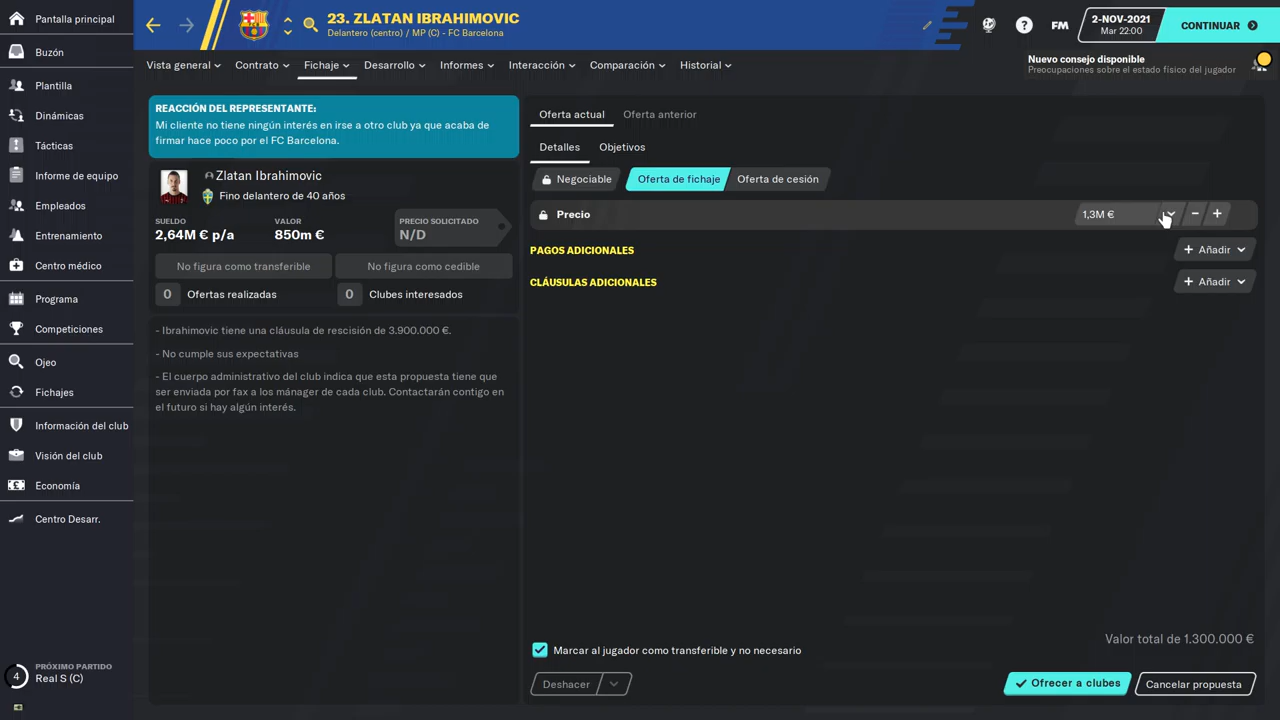 Pantalla principal
Buzón
Plantilla
Dinámicas
Tácticas
Informe de equipo
Empleados
Entrenamiento
Centro médico
Programa
Competiciones
Ojeo
Fichajes
Información del club
Visión del club
Economía
Centro Desarr.
4
PRÓXIMO PARTIDO
Real S (C)
23. ZLATAN IBRAHIMOVIC
Delantero (centro) / MP (C) - FC Barcelona
FM
2-NOV-2021
Mar 22:00
CONTINUAR
Vista general
Contrato
Fichaje
Desarrollo
Informes
Interacción
Comparación
Historial
Nuevo consejo disponible
Preocupaciones sobre el estado físico del jugador
REACCIÓN DEL REPRESENTANTE:
Mi cliente no tiene ningún interés en irse a otro club ya que acaba de
firmar hace poco por el FC Barcelona.
Zlatan Ibrahimovic
Fino delantero de 40 años
SUELDO
2,64M € p/a
VALOR
850m €
PRECIO SOLICITADO
N/D
No figura como transferible
No figura como cedible
0 Ofertas realizadas
0 Clubes interesados
- Ibrahimovic tiene una cláusula de rescisión de 3.900.000 €.
- No cumple sus expectativas
- El cuerpo administrativo del club indica que esta propuesta tiene que
ser enviada por fax a los mánager de cada club. Contactarán contigo en
el futuro si hay algún interés.
Oferta actual
Oferta anterior
Detalles
Objetivos
Negociable
Oferta de fichaje
Oferta de cesión
Precio
1,3M €
PAGOS ADICIONALES
Añadir
CLÁUSULAS ADICIONALES
Añadir
Valor total de 1.300.000 €
Marcar al jugador como transferible y no necesario
Deshacer
Ofrecer a clubes
Cancelar propuesta